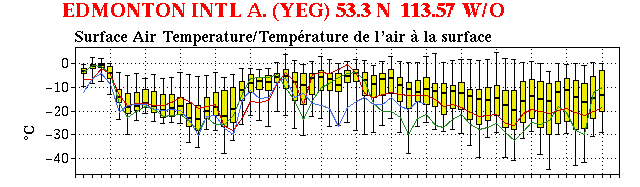 EDMONTON INTL A. (YEG) 53.3 N 113.57 W/O
Surface Air Temperature/Température de l'air à la surface
0
-10
-20
-30
-40
°C